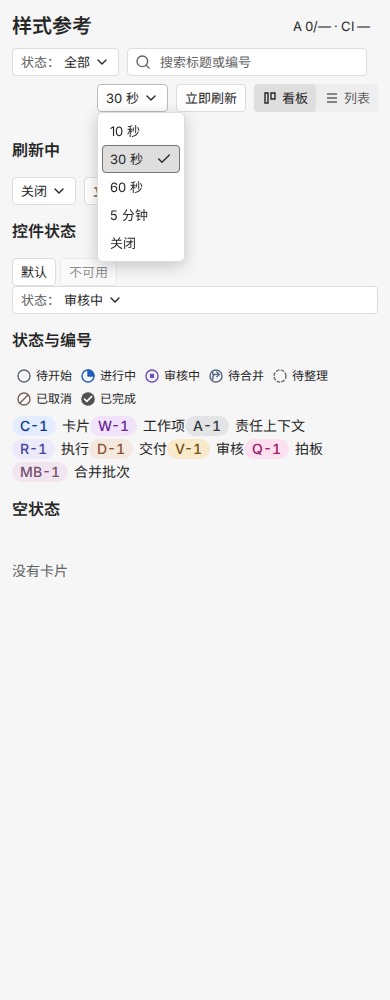 样式参考
A 0/— · CI —
状态： 全部
搜索标题或编号
30 秒
立即刷新
看板
列表
10 秒
30 秒
60 秒
5 分钟
关闭
刷新中
关闭
控件状态
默认
不可用
状态： 审核中
状态与编号
待开始 进行中 审核中 待合并 待整理
已取消 已完成
C-1 卡片 W-1 工作项 A-1 责任上下文
R-1 执行 D-1 交付 V-1 审核 Q-1 拍板
MB-1 合并批次
空状态
没有卡片